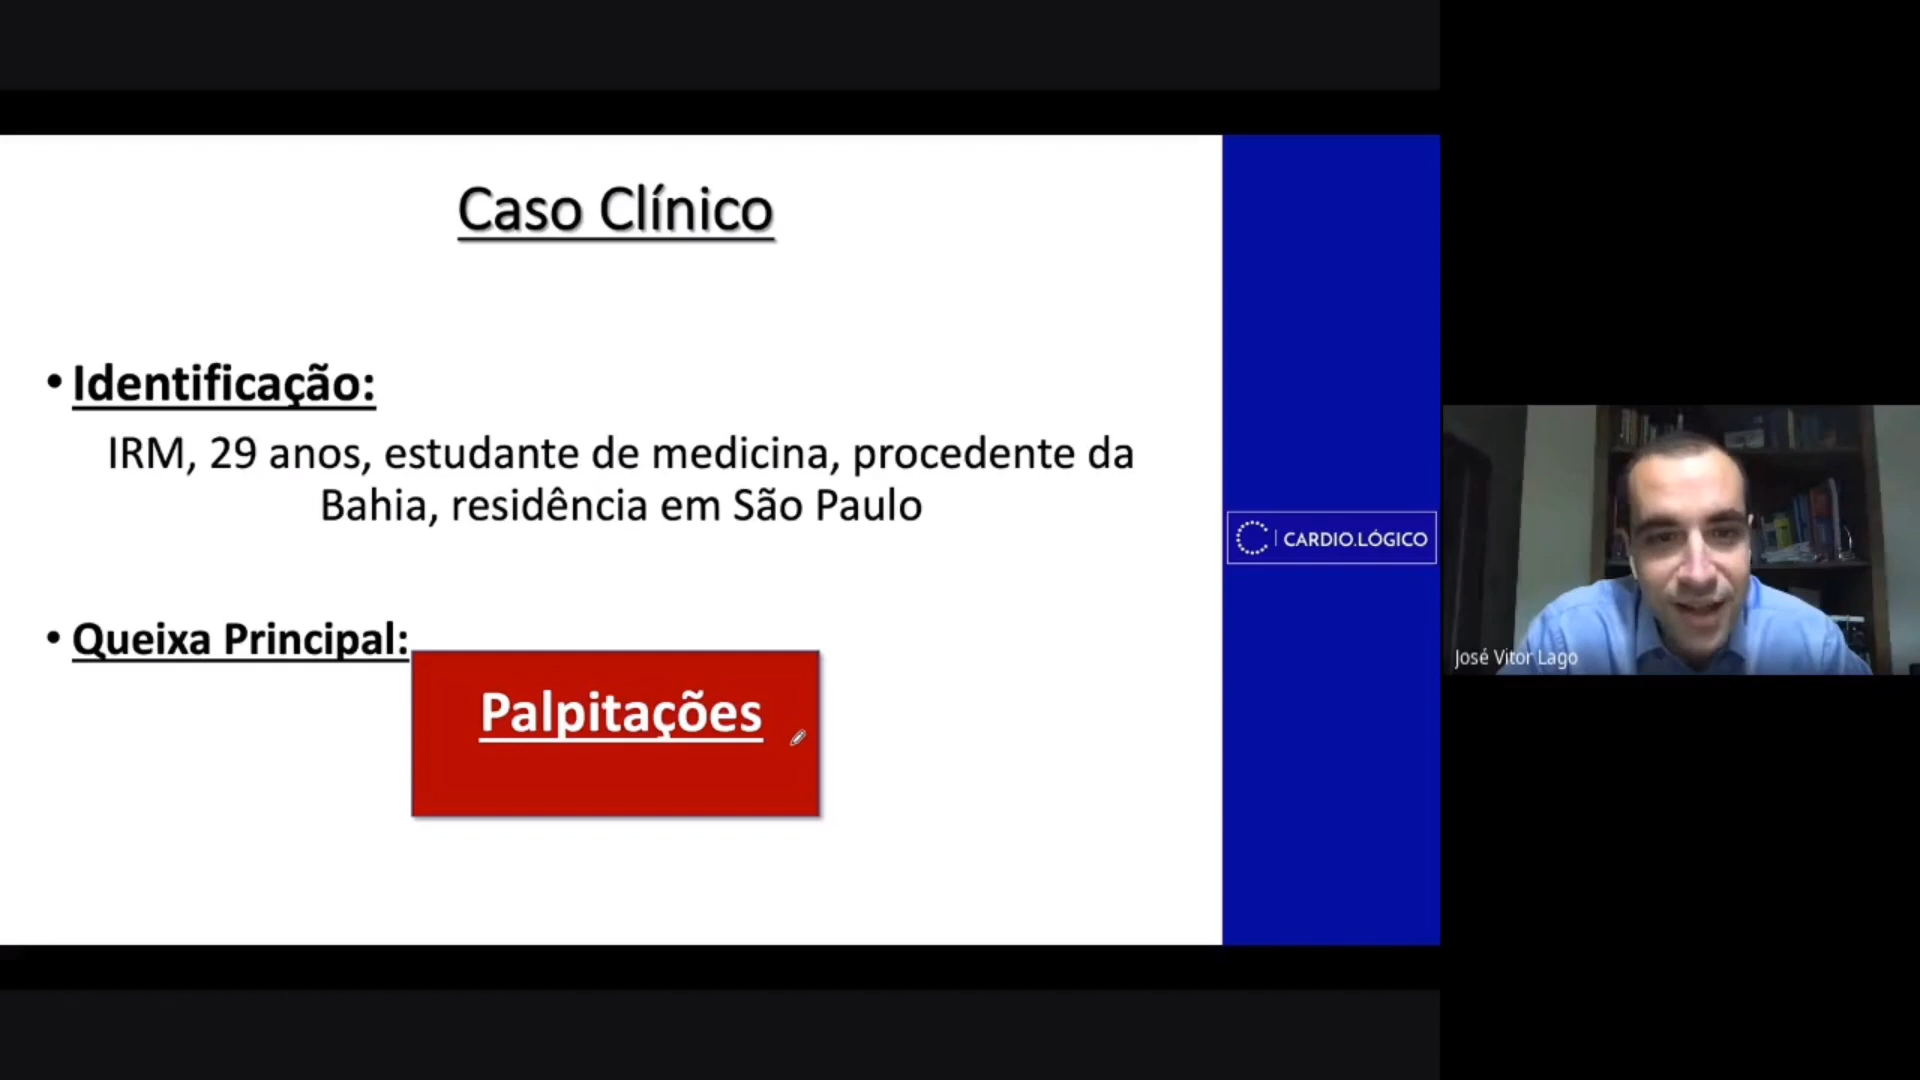 Caso Clínico
• Identificação:
IRM, 29 anos, estudante de medicina, procedente da
Bahia, residência em São Paulo
• Queixa Principal:
Palpitações
CARDIO.LÓGICO
José Vitor Lago